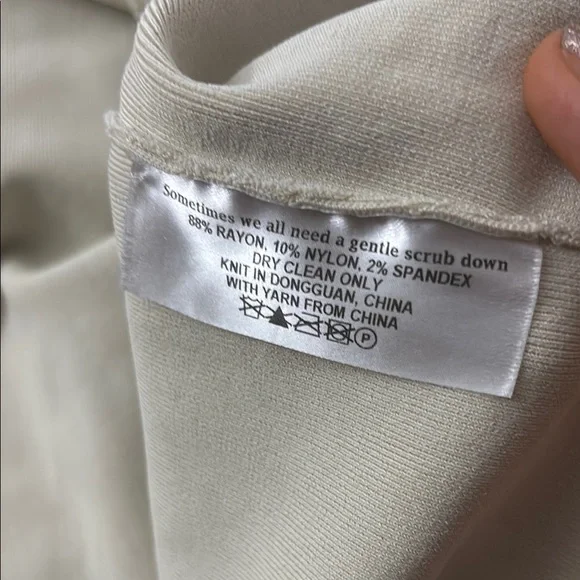 Sometimes we all need a gentle scrub down
88% RAYON, 10% NYLON, 2% SPANDEX
DRY CLEAN ONLY
KNIT IN DONGGUAN, CHINA
WITH YARN FROM CHINA
P